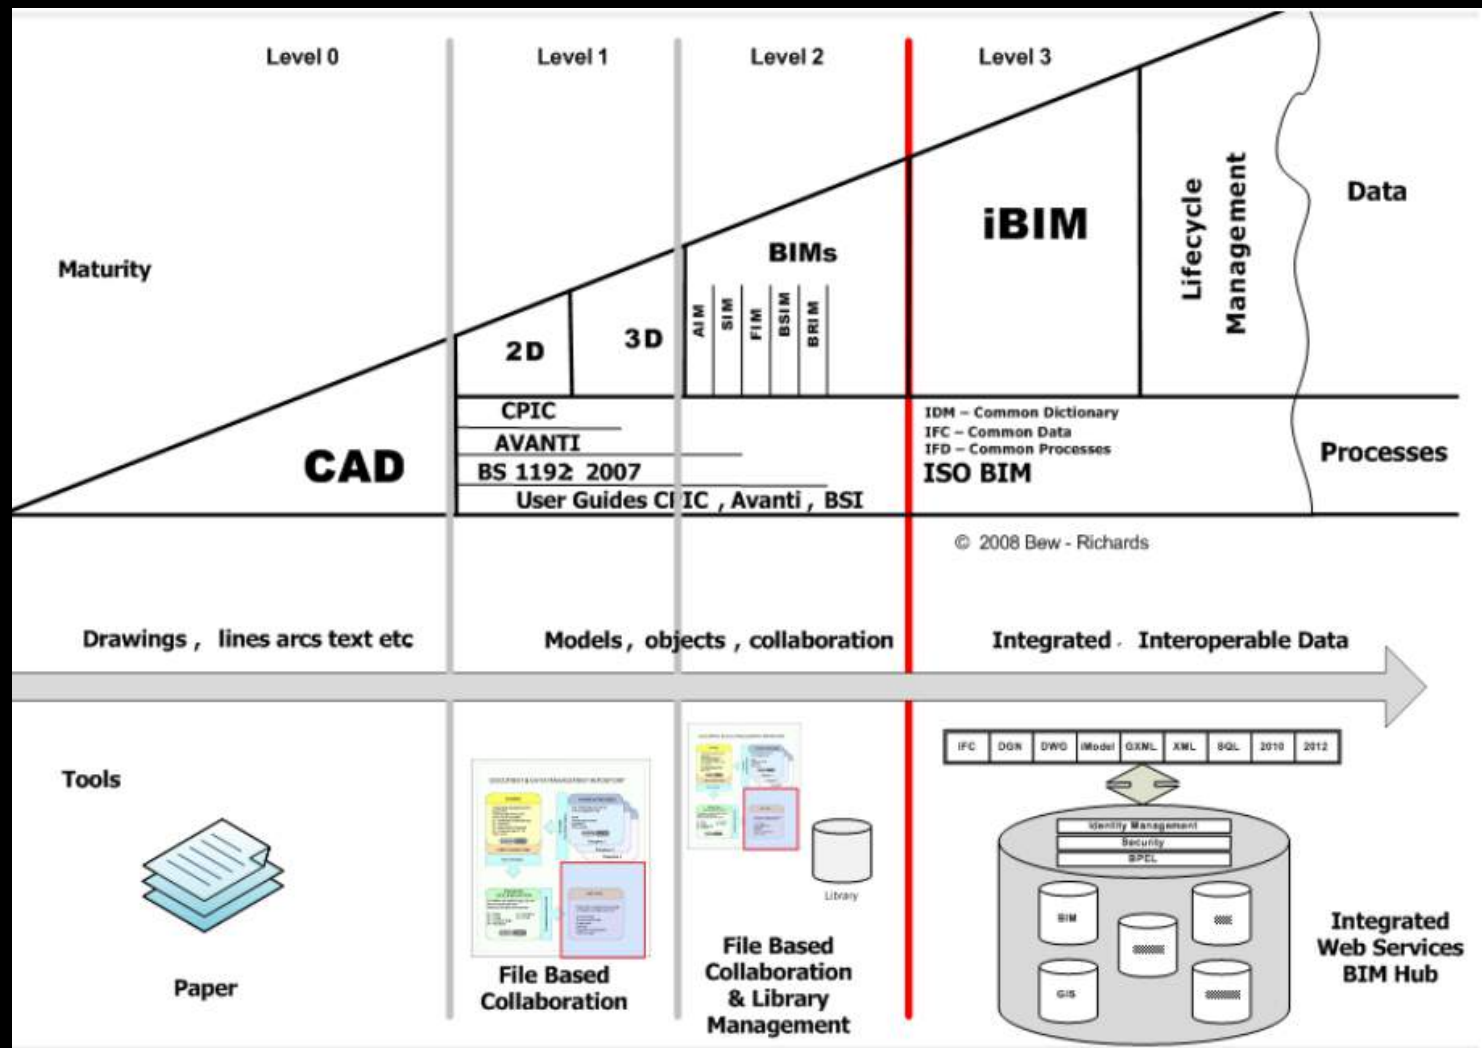 Level 0
Level 1
Level 2
Level 3
Maturity
CAD
2D
3D
BIMs
AIM
SIM
FIM
BSIM
BRIM
iBIM
Lifecycle
Management
Data
CPIC
AVANTI
BS 1192: 2007
User Guides CPIC , Avanti , BSI
IDM – Common Dictionary
IFC – Common Data
IFD – Common Processes
ISO BIM
Processes
© 2008 Bew - Richards
Drawings , lines arcs text etc
Models , objects , collaboration
Integrated , Interoperable Data
Tools
Paper
DOCUMENT & DATA MANAGEMENT REPOSITORY
File Based
Collaboration
Library
File Based
Collaboration
& Library
Management
IFC DGN DWG iModel GXML XML SQL 2010 2012
Identity Management
Security
BPEL
BIM
GIS
Integrated
Web Services
BIM Hub